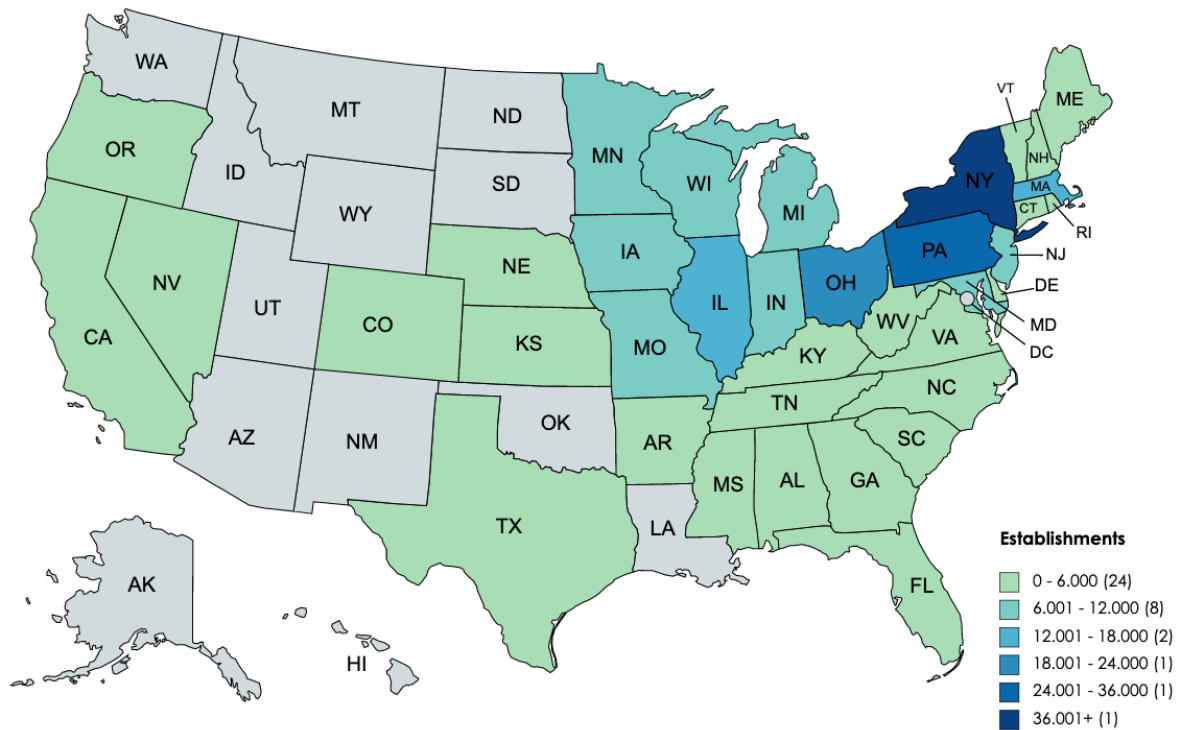 WA
MT
ND
MN
VT
ME
OR
ID
SD
WI
NH
NY
MA
WY
MI
CT
RI
NV
NE
IA
PA
NJ
UT
IL
IN
OH
DE
CA
CO
KS
MO
WV
MD
KY
VA
DC
AZ
NM
OK
TN
NC
AR
SC
MS
AL
GA
TX
LA
AK
FL
HI
Establishments
0 - 6.000 (24)
6.001 - 12.000 (8)
12.001 - 18.000 (2)
18.001 - 24.000 (1)
24.001 - 36.000 (1)
36.001+ (1)